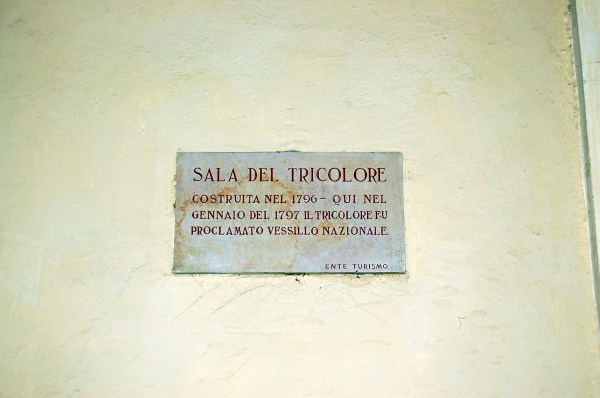 SALA DEL TRICOLORE
COSTRUITA NEL 1796 - QUI NEL
GENNAIO DEL 1797 IL TRICOLORE FU
PROCLAMATO VESSILLO NAZIONALE.
ENTE TURISMO.